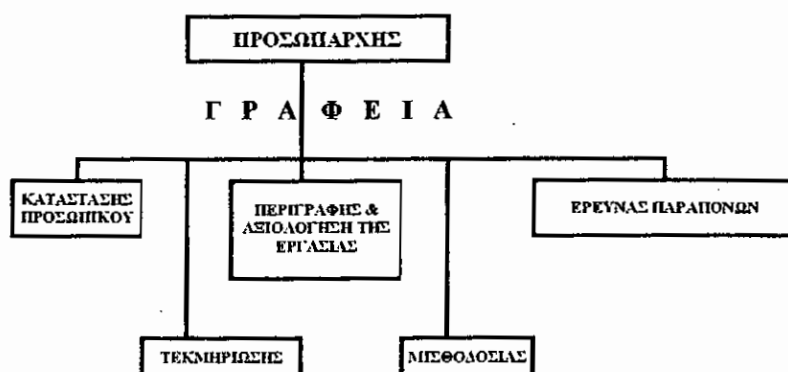 ΠΡΟΣΩΠΑΡΧΗΣ
Γ Ρ Α Φ Ε Ι Α
ΚΑΤΑΣΤΑΣΗΣ
ΠΡΟΣΩΠΙΚΟΥ
ΠΕΡΙΓΡΑΦΗΣ &
ΑΞΙΟΛΟΓΗΣΗ ΤΗΣ
ΕΡΓΑΣΙΑΣ
ΕΡΕΥΝΑΣ ΠΑΡΑΠΟΝΩΝ
ΤΕΚΜΗΡΙΩΣΗΣ
ΜΙΣΘΟΔΟΣΙΑΣ